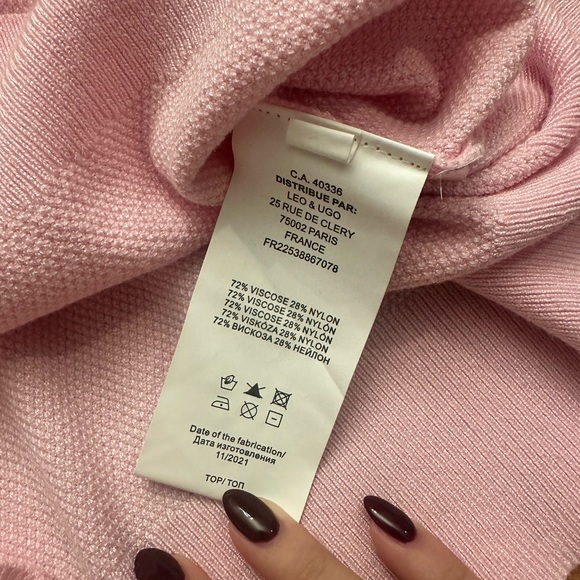 C.A. 40336
DISTRIBUE PAR:
LEO & UGO
25 RUE DE CLERY
75002 PARIS
FRANCE
FR22538867078
72% VISCOSE 28% NYLON
72% VISCOSE 28% NYLON
72% VISCOSE 28% NYLÓN
72% VISKÓZA 28% NYLON
72% ВИСКОЗА 28% НЕЙЛОН
Date of the fabrication/
Дата изготовления
11/2021
TOP/ ТОП